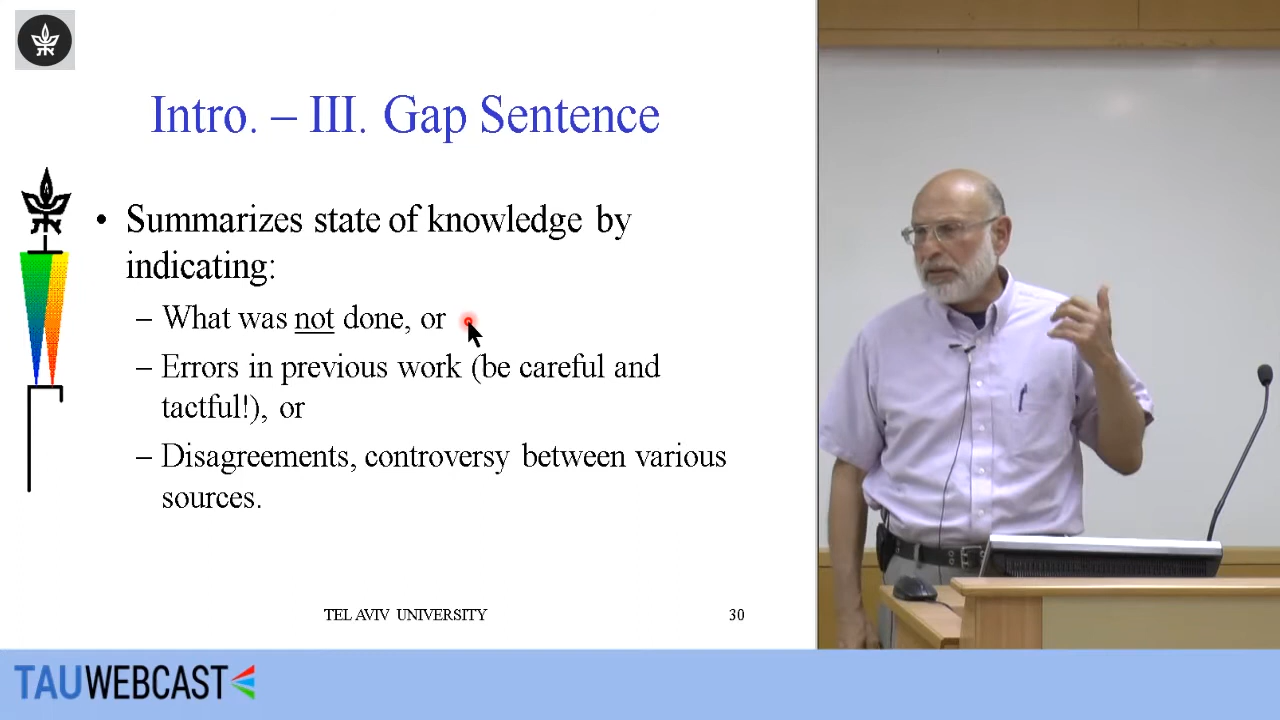 Intro. – III. Gap Sentence
• Summarizes state of knowledge by
indicating:
– What was not done, or
– Errors in previous work (be careful and
tactful!), or
– Disagreements, controversy between various
sources.
TEL AVIV UNIVERSITY
30
TAUWEBCAST